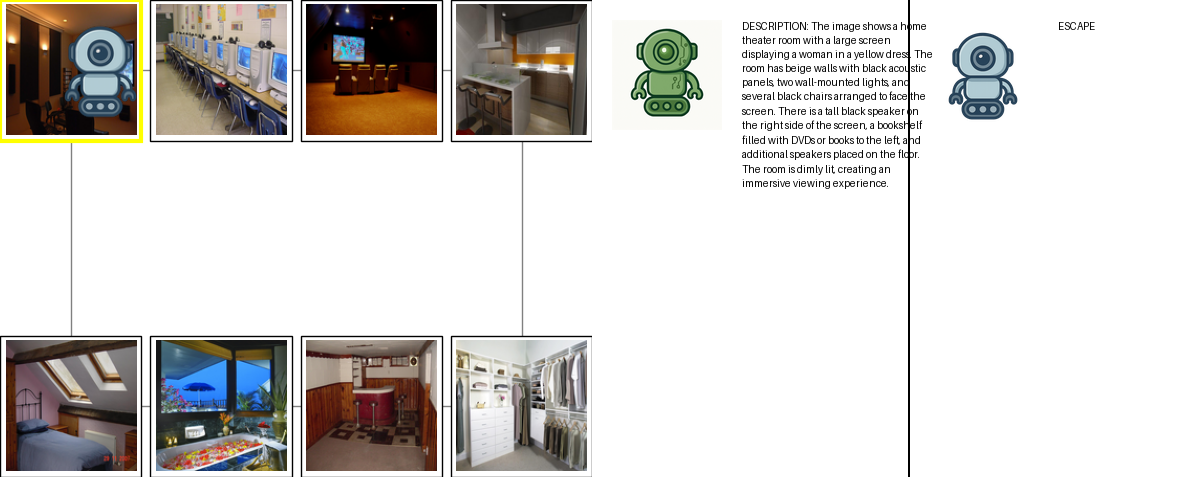 DESCRIPTION: The image shows a home
theater room with a large screen
displaying a woman in a yellow dress. The
room has beige walls with black acoustic
panels, two wall-mounted lights, and
several black chairs arranged to face the
screen. There is a tall black speaker on
the right side of the screen, a bookshelf
filled with DVDs or books to the left, and
additional speakers placed on the floor.
The room is dimly lit, creating an
immersive viewing experience.
ESCAPE